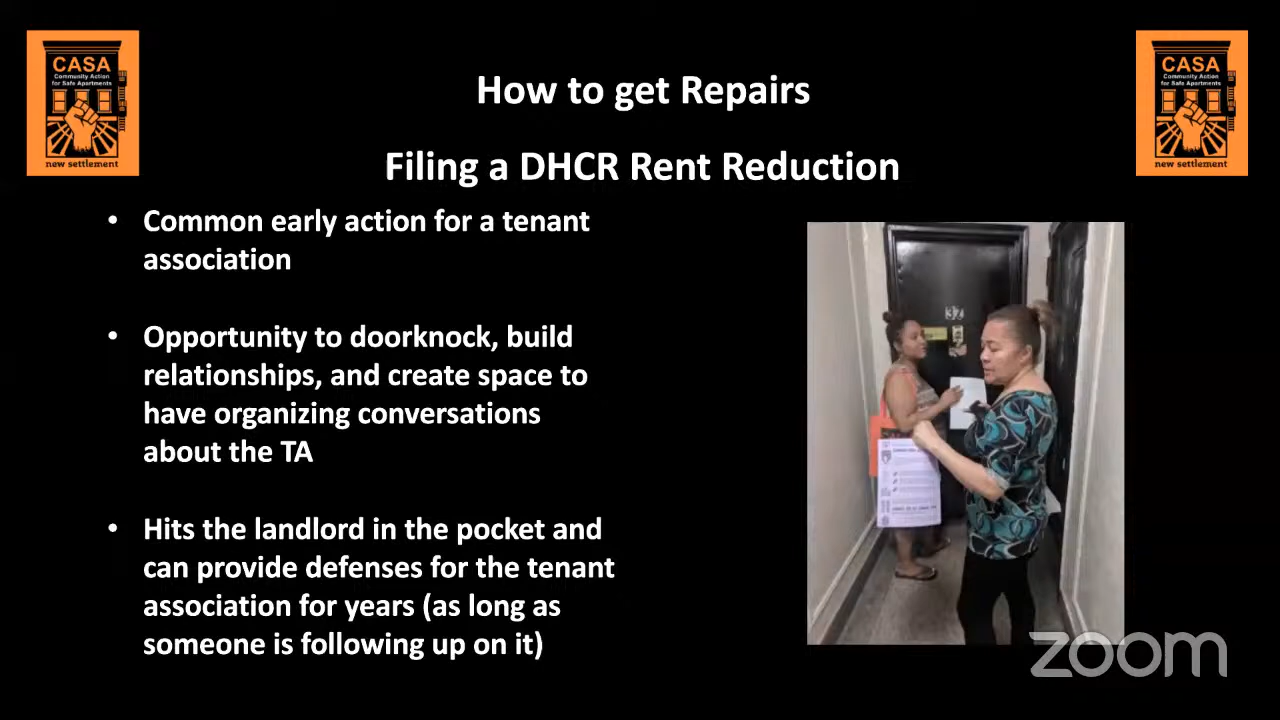 CASA
Community Action
for Safe Apartments
new settlement
CASA
Community Action
for Safe Apartments
new settlement
How to get Repairs
Filing a DHCR Rent Reduction
• Common early action for a tenant
association
• Opportunity to doorknock, build
relationships, and create space to
have organizing conversations
about the TA
• Hits the landlord in the pocket and
can provide defenses for the tenant
association for years (as long as
someone is following up on it)
32
zoom